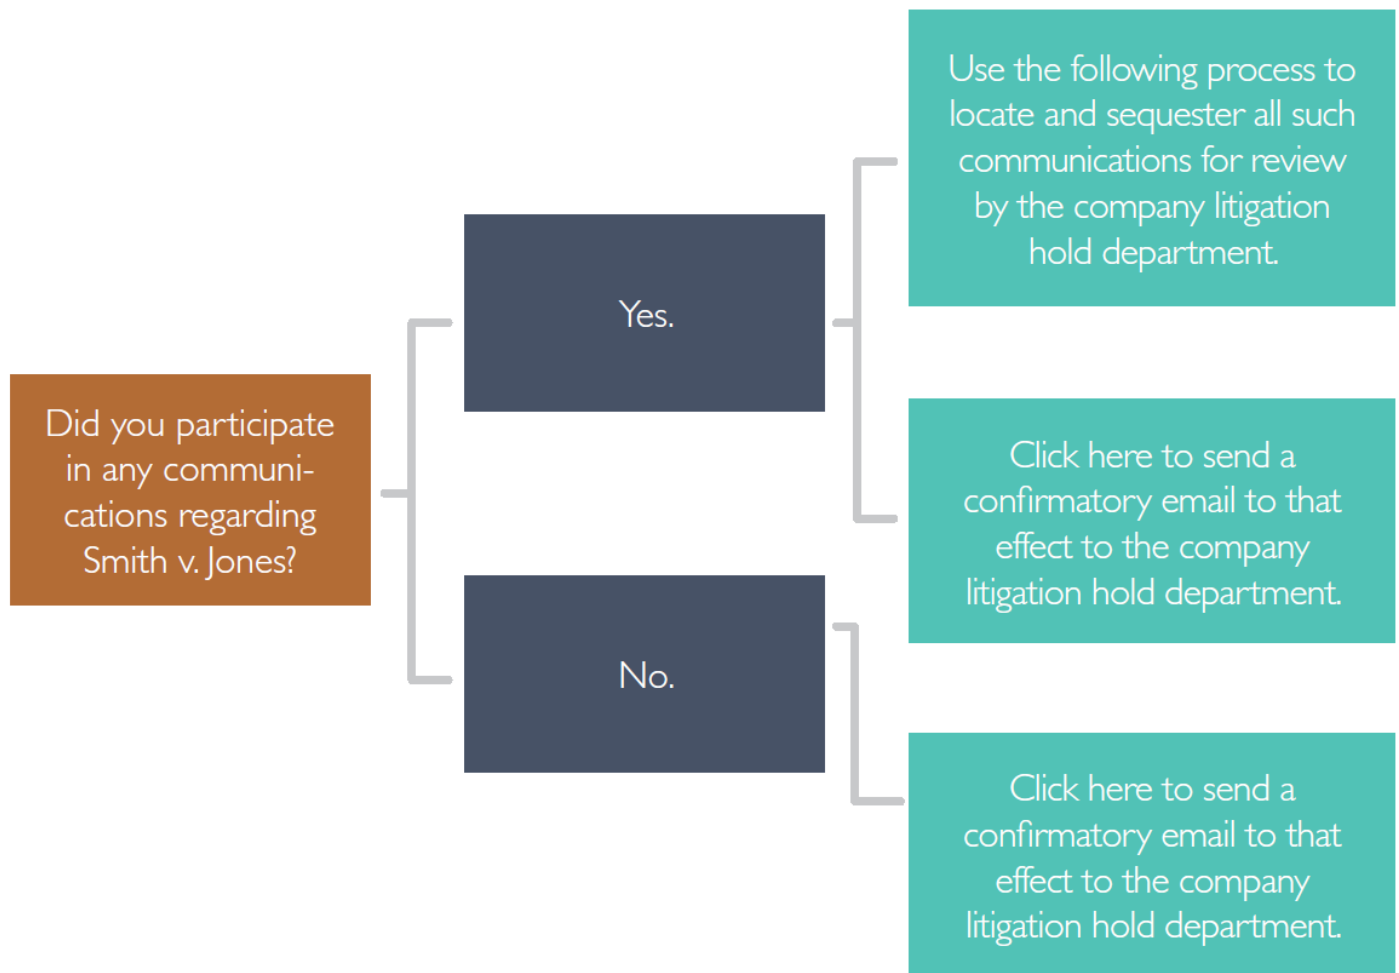 Did you participate
in any communi-
cations regarding
Smith v. Jones?
Yes.
Use the following process to
locate and sequester all such
communications for review
by the company litigation
hold department.
Click here to send a
confirmatory email to that
effect to the company
litigation hold department.
No.
Click here to send a
confirmatory email to that
effect to the company
litigation hold department.